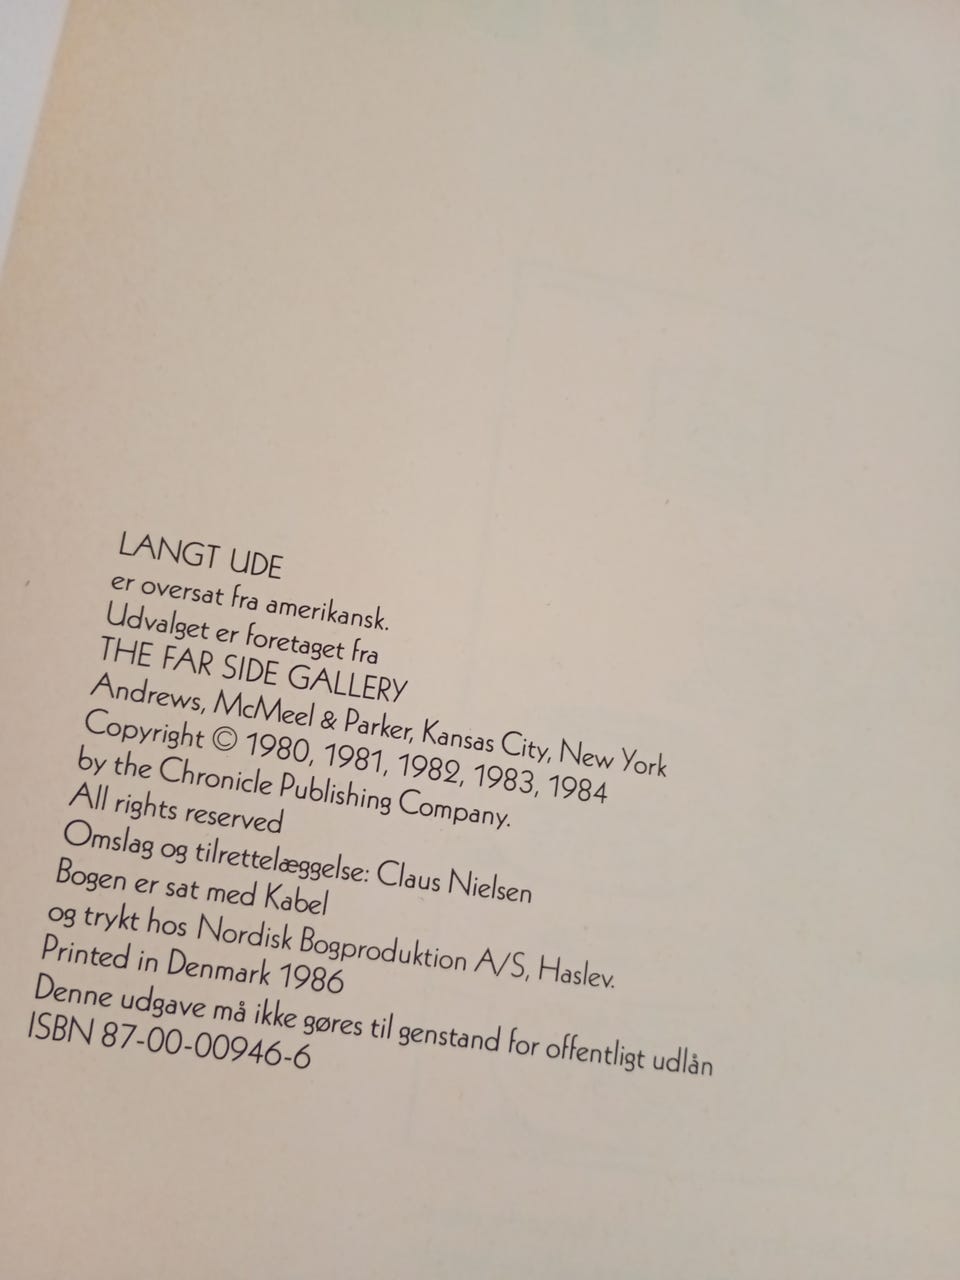 LANGT UDE
er oversat fra amerikansk.
Udvalget er foretaget fra
THE FAR SIDE GALLERY
Andrews, McMeel & Parker, Kansas City, New York
Copyright © 1980, 1981, 1982, 1983, 1984
by the Chronicle Publishing Company.
All rights reserved
Omslag og tilrettelæggelse: Claus Nielsen
Bogen er sat med Kabel
og trykt hos Nordisk Bogproduktion A/S, Haslev.
Printed in Denmark 1986
Denne udgave må ikke gøres til genstand for offentligt udlån
ISBN 87-00-00946-6